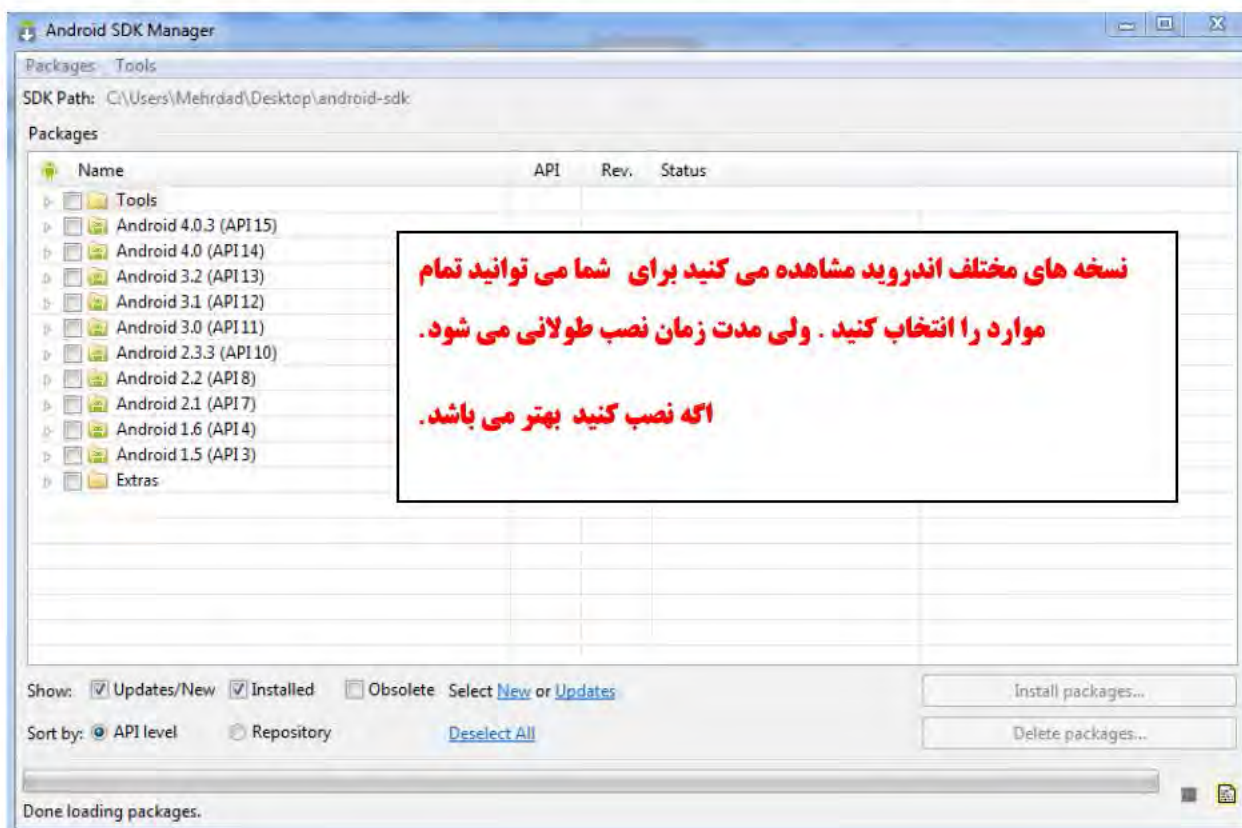 Android SDK Manager
Packages Tools
SDK Path: C:\Users\Mehrdad\Desktop\android-sdk
Packages
Name API Rev. Status
Tools
Android 4.0.3 (API 15)
Android 4.0 (API 14)
Android 3.2 (API 13)
Android 3.1 (API 12)
Android 3.0 (API 11)
Android 2.3.3 (API 10)
Android 2.2 (API 8)
Android 2.1 (API 7)
Android 1.6 (API 4)
Android 1.5 (API 3)
Extras
نسخه های مختلف اندروید مشاهده می کنید برای شما می توانید تمام
موارد را انتخاب کنید . ولی مدت زمان نصب طولانی می شود.
اگه نصب کنید بهتر می باشد.
Show: Updates/New Installed Obsolete Select New or Updates Install packages...
Sort by: API level Repository Deselect All Delete packages...
Done loading packages.